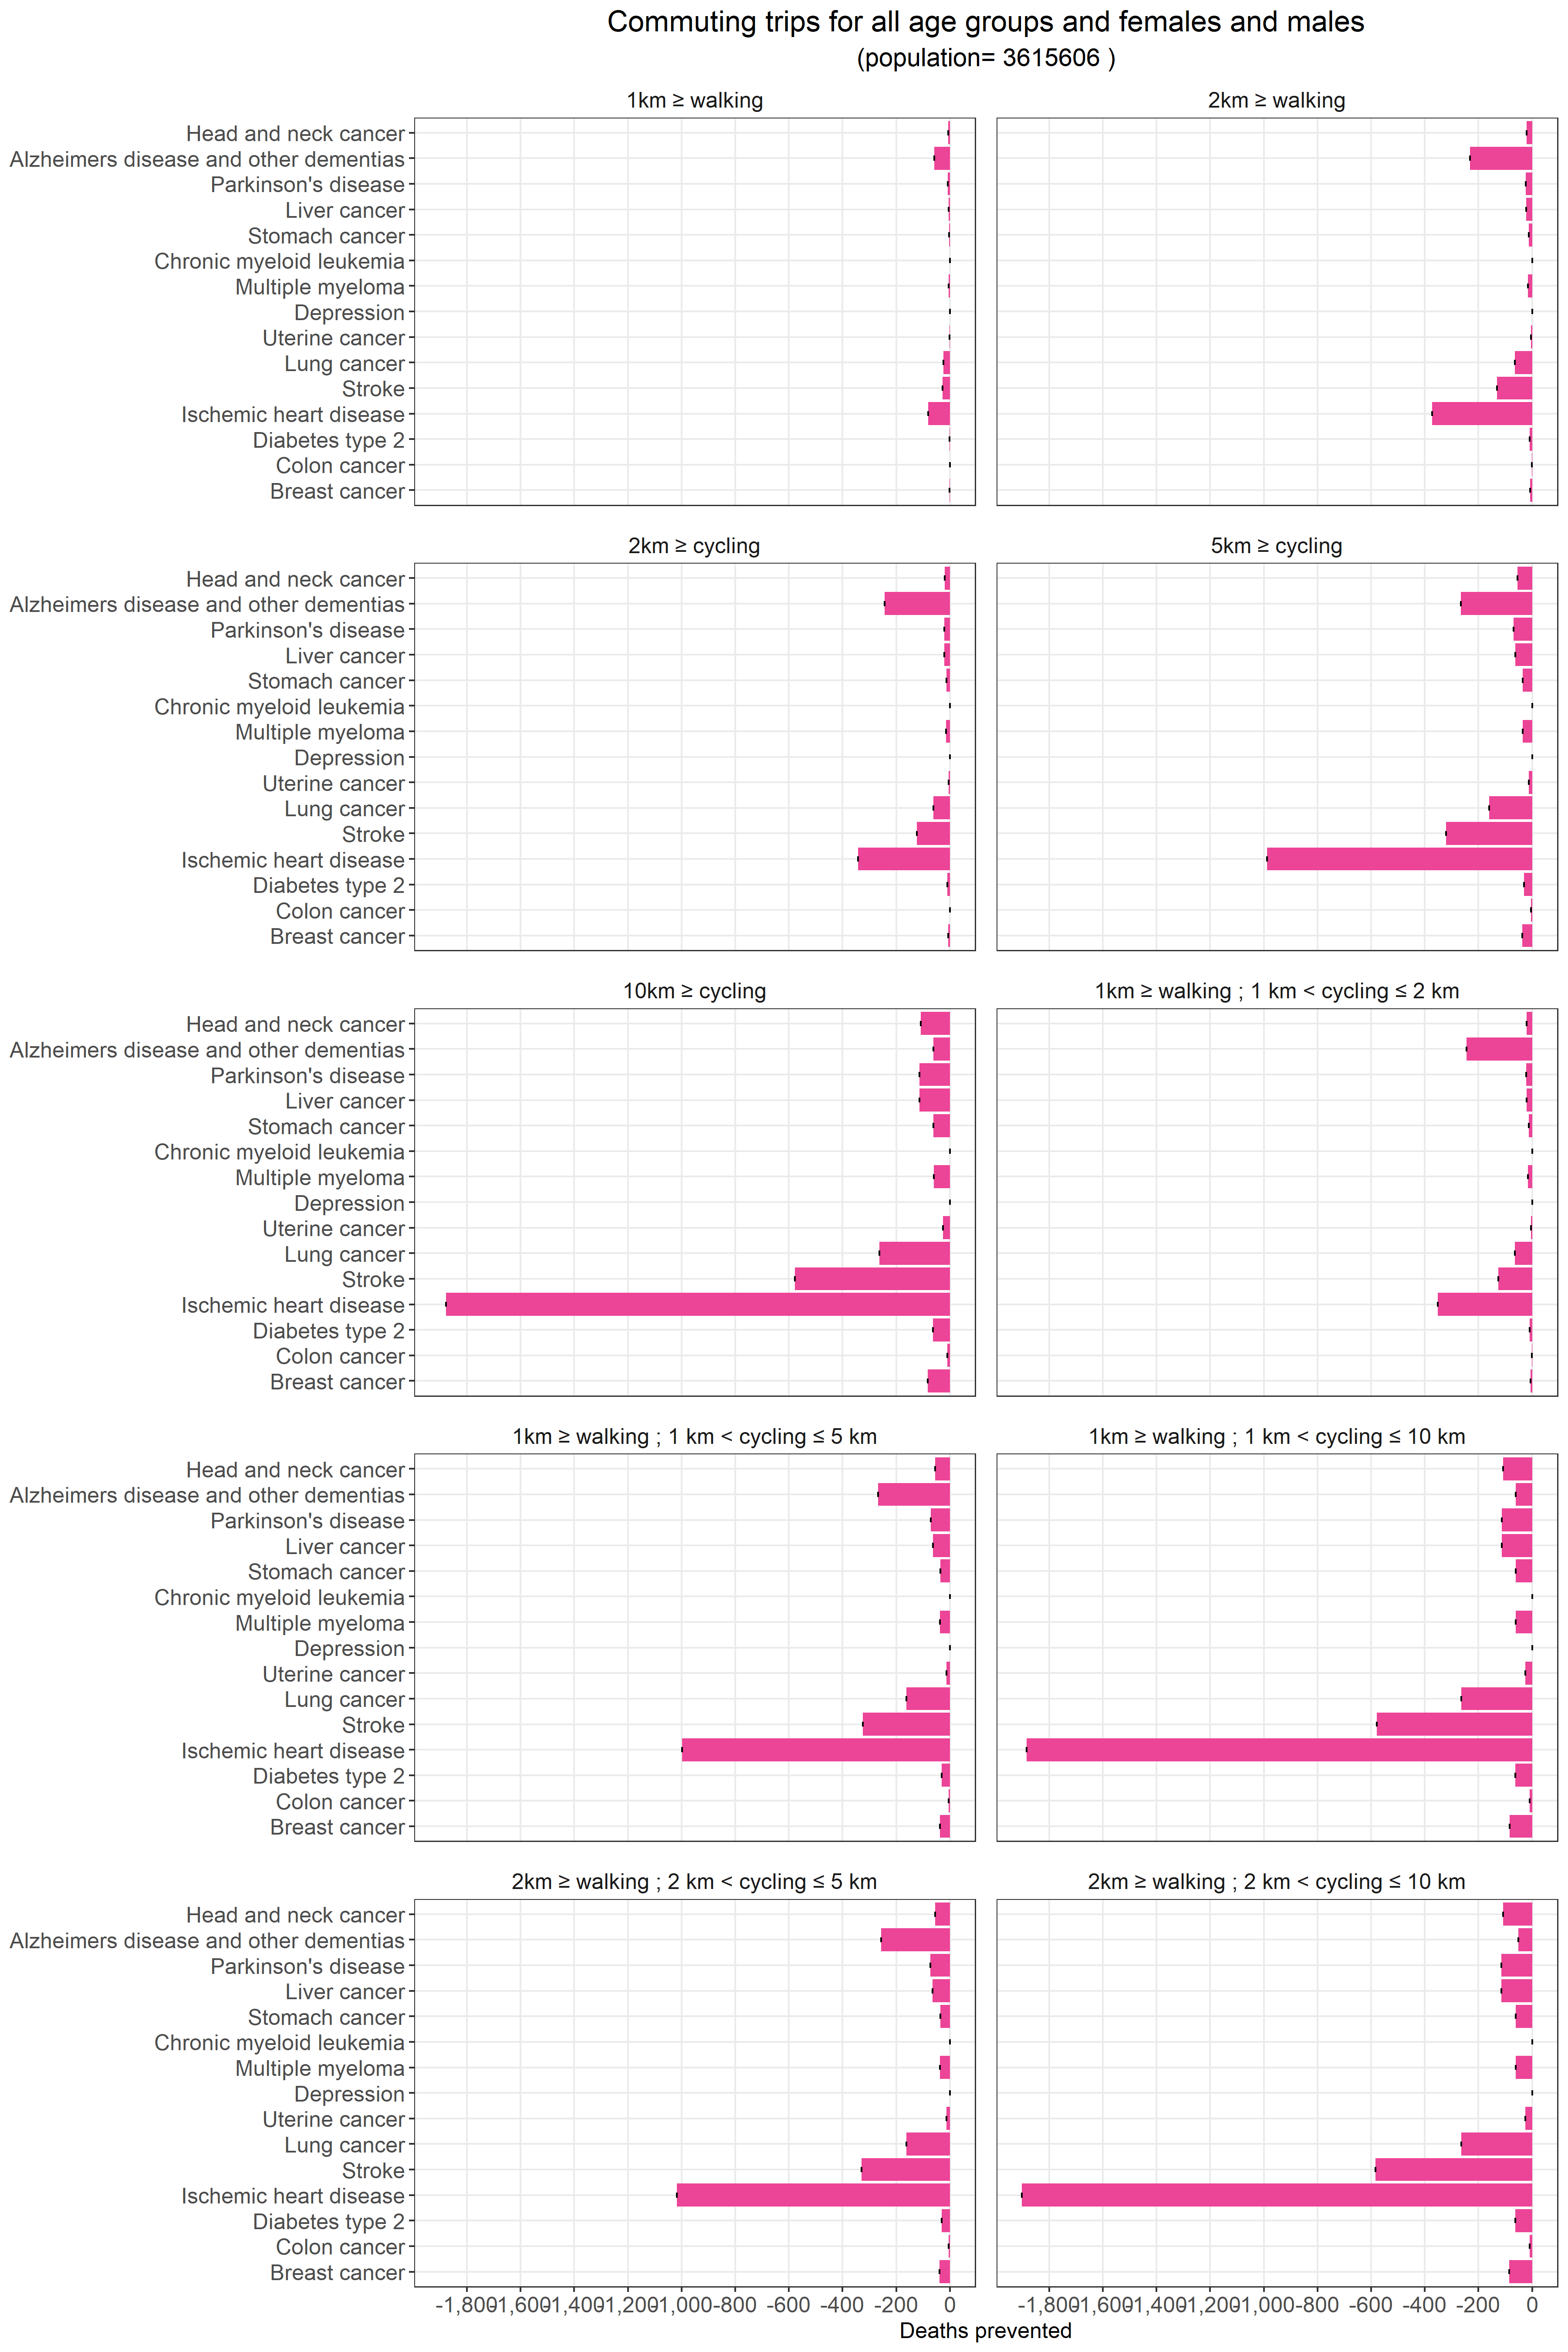 Commuting trips for all age groups and females and males
(population= 3615606 )
1km ≥ walking
2km ≥ walking
Head and neck cancer
Alzheimers disease and other dementias
Parkinson's disease
Liver cancer
Stomach cancer
Chronic myeloid leukemia
Multiple myeloma
Depression
Uterine cancer
Lung cancer
Stroke
Ischemic heart disease
Diabetes type 2
Colon cancer
Breast cancer
2km ≥ cycling
5km ≥ cycling
Head and neck cancer
Alzheimers disease and other dementias
Parkinson's disease
Liver cancer
Stomach cancer
Chronic myeloid leukemia
Multiple myeloma
Depression
Uterine cancer
Lung cancer
Stroke
Ischemic heart disease
Diabetes type 2
Colon cancer
Breast cancer
10km ≥ cycling
1km ≥ walking ; 1 km < cycling ≤ 2 km
Head and neck cancer
Alzheimers disease and other dementias
Parkinson's disease
Liver cancer
Stomach cancer
Chronic myeloid leukemia
Multiple myeloma
Depression
Uterine cancer
Lung cancer
Stroke
Ischemic heart disease
Diabetes type 2
Colon cancer
Breast cancer
1km ≥ walking ; 1 km < cycling ≤ 5 km
1km ≥ walking ; 1 km < cycling ≤ 10 km
Head and neck cancer
Alzheimers disease and other dementias
Parkinson's disease
Liver cancer
Stomach cancer
Chronic myeloid leukemia
Multiple myeloma
Depression
Uterine cancer
Lung cancer
Stroke
Ischemic heart disease
Diabetes type 2
Colon cancer
Breast cancer
2km ≥ walking ; 2 km < cycling ≤ 5 km
2km ≥ walking ; 2 km < cycling ≤ 10 km
Head and neck cancer
Alzheimers disease and other dementias
Parkinson's disease
Liver cancer
Stomach cancer
Chronic myeloid leukemia
Multiple myeloma
Depression
Uterine cancer
Lung cancer
Stroke
Ischemic heart disease
Diabetes type 2
Colon cancer
Breast cancer
-1,800 -1,600 -1,400 -1,200 -1,000 -800 -600 -400 -200 0
-1,800 -1,600 -1,400 -1,200 -1,000 -800 -600 -400 -200 0
Deaths prevented